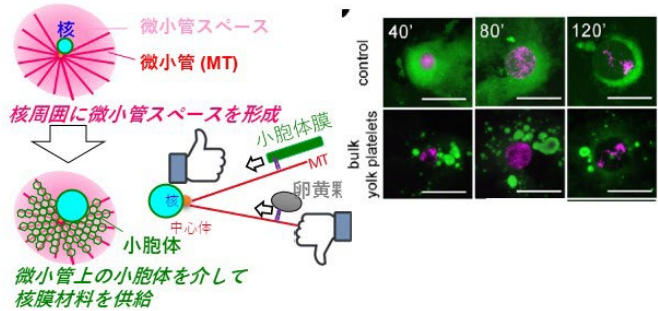 核
微小管スペース
微小管 (MT)
核周囲に微小管スペースを形成
小胞体
微小管上の小胞体を介して
核膜材料を供給
小胞体膜
MT
核
中心体
卵黄顆
40'
80'
120'
control
bulk
yolk platelets